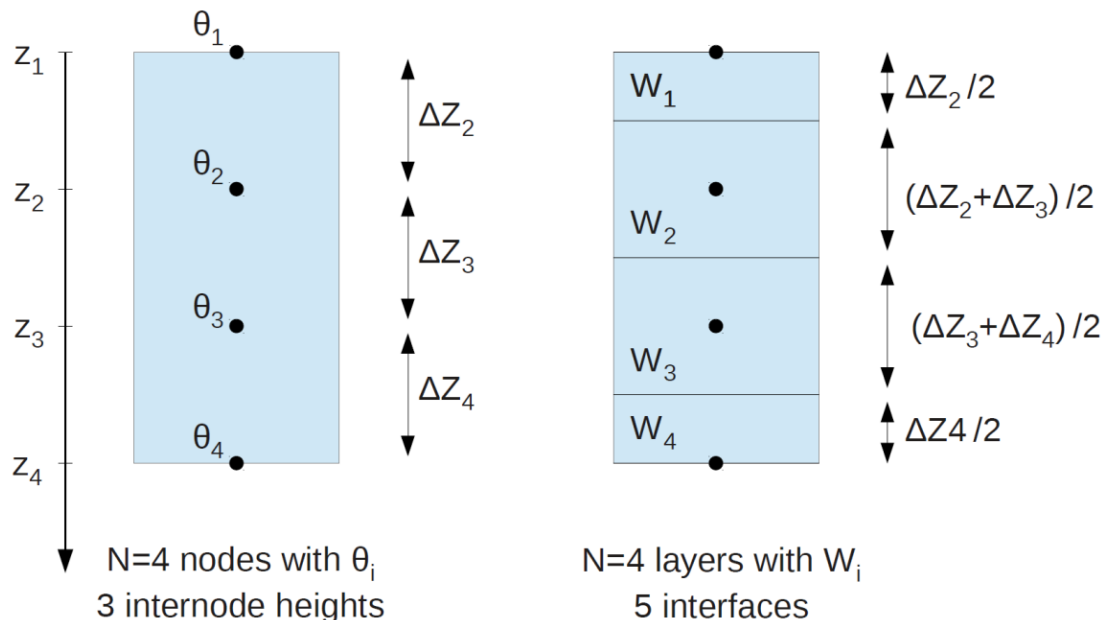 z₁
θ₁
z₂
θ₂
z₃
θ₃
z₄
θ₄
ΔZ₂
ΔZ₃
ΔZ₄
N=4 nodes with θᵢ
3 internode heights
W₁
W₂
W₃
W₄
ΔZ₂/2
(ΔZ₂+ΔZ₃)/2
(ΔZ₃+ΔZ₄)/2
ΔZ4/2
N=4 layers with Wᵢ
5 interfaces